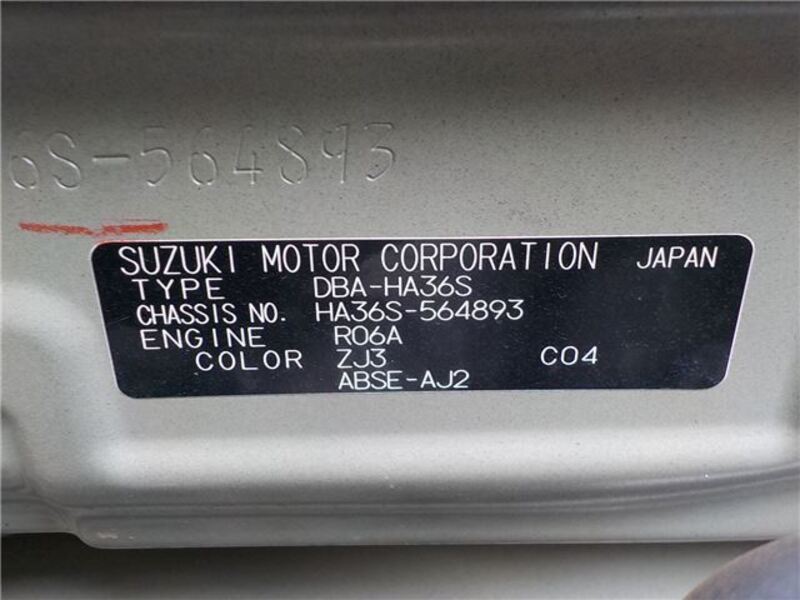 6S-564893
SUZUKI MOTOR CORPORATION JAPAN
TYPE DBA-HA36S
CHASSIS NO. HA36S-564893
ENGINE R06A
COLOR ZJ3 C04
ABSE-AJ2